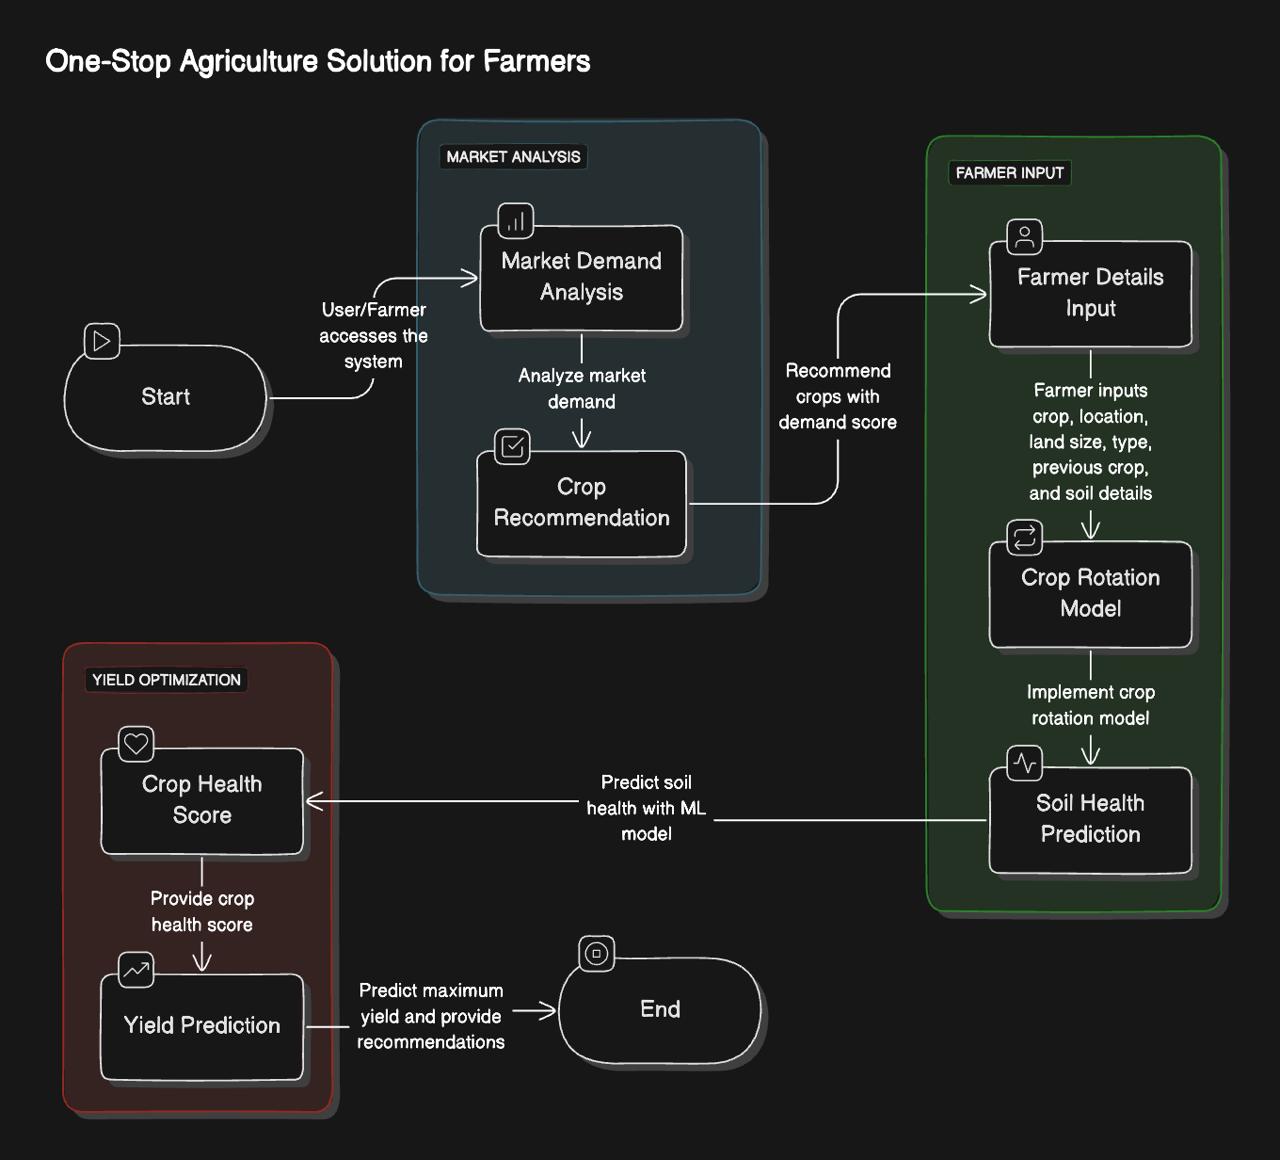 One-Stop Agriculture Solution for Farmers
MARKET ANALYSIS
FARMER INPUT
Market Demand
Analysis
Farmer Details
Input
User/Farmer
accesses the
system
Start
Analyze market
demand
Recommend
crops with
demand score
Farmer inputs
crop, location,
land size, type,
previous crop,
and soil details
Crop
Recommendation
Crop Rotation
Model
Implement crop
rotation model
YIELD OPTIMIZATION
Crop Health
Score
Predict soil
health with ML
model
Soil Health
Prediction
Provide crop
health score
Yield Prediction
Predict maximum
yield and provide
recommendations
End